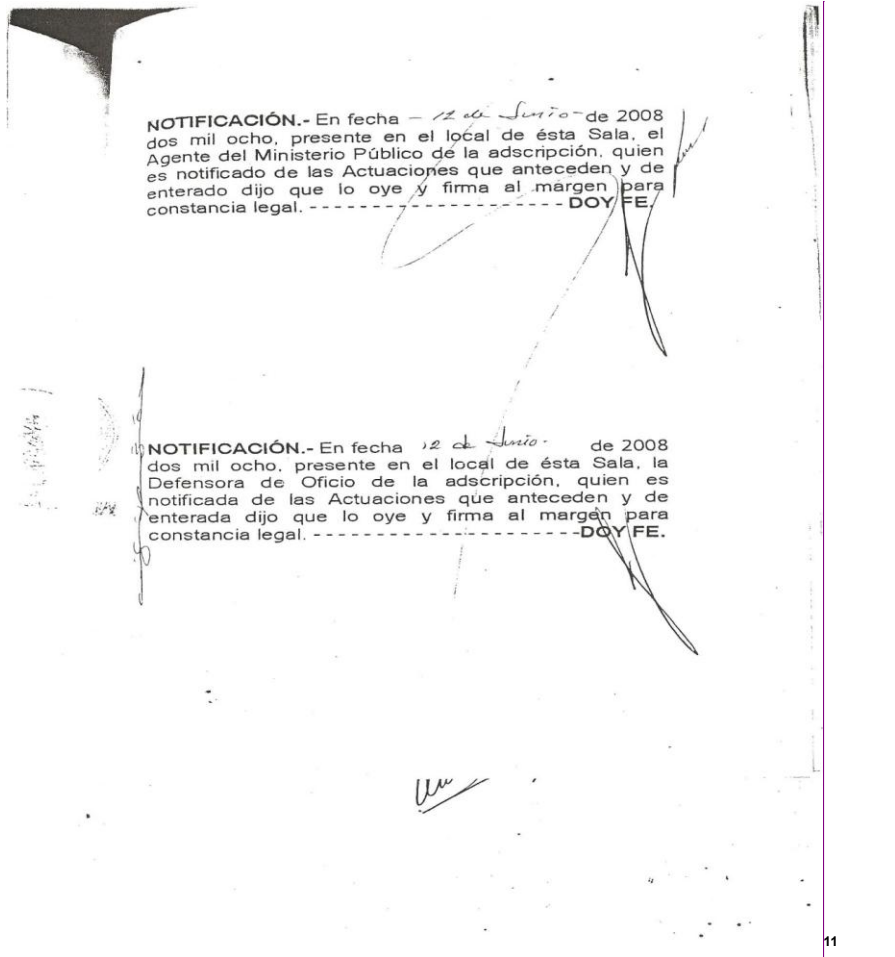 NOTIFICACIÓN.- En fecha - 12 de Junio - de 2008
dos mil ocho, presente en el local de ésta Sala, el
Agente del Ministerio Público de la adscripción, quien
es notificado de las Actuaciones que anteceden y de
enterado dijo que lo oye y firma al margen para
constancia legal. - - - - - - - - - - - - - - - - - - - - - - DOY FE.
NOTIFICACIÓN.- En fecha 12 de Junio. de 2008
dos mil ocho, presente en el local de ésta Sala, la
Defensora de Oficio de la adscripción, quien es
notificada de las Actuaciones que anteceden y de
enterada dijo que lo oye y firma al margen para
constancia legal. - - - - - - - - - - - - - - - - - - - - - - -DOY FE.
11